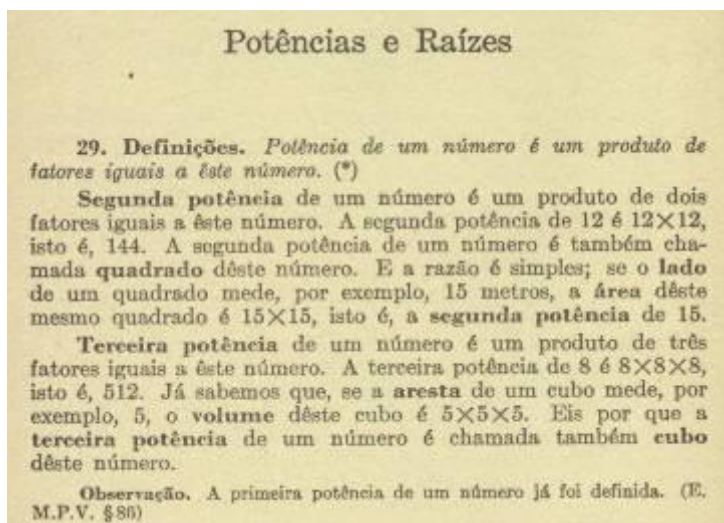 Potências e Raízes
29. Definições. Potência de um número é um produto de
fatores iguais a êste número. (*)
Segunda potência de um número é um produto de dois
fatores iguais a êste número. A segunda potência de 12 é 12×12,
isto é, 144. A segunda potência de um número é também cha-
mada quadrado dêste número. E a razão é simples; se o lado
de um quadrado mede, por exemplo, 15 metros, a área dêste
mesmo quadrado é 15×15, isto é, a segunda potência de 15.
Terceira potência de um número é um produto de três
fatores iguais a êste número. A terceira potência de 8 é 8×8×8,
isto é, 512. Já sabemos que, se a aresta de um cubo mede, por
exemplo, 5, o volume dêste cubo é 5×5×5. Eis por que a
terceira potência de um número é chamada também cubo
dêste número.
Observação. A primeira potência de um número já foi definida. (E.
M.P.V. §86)